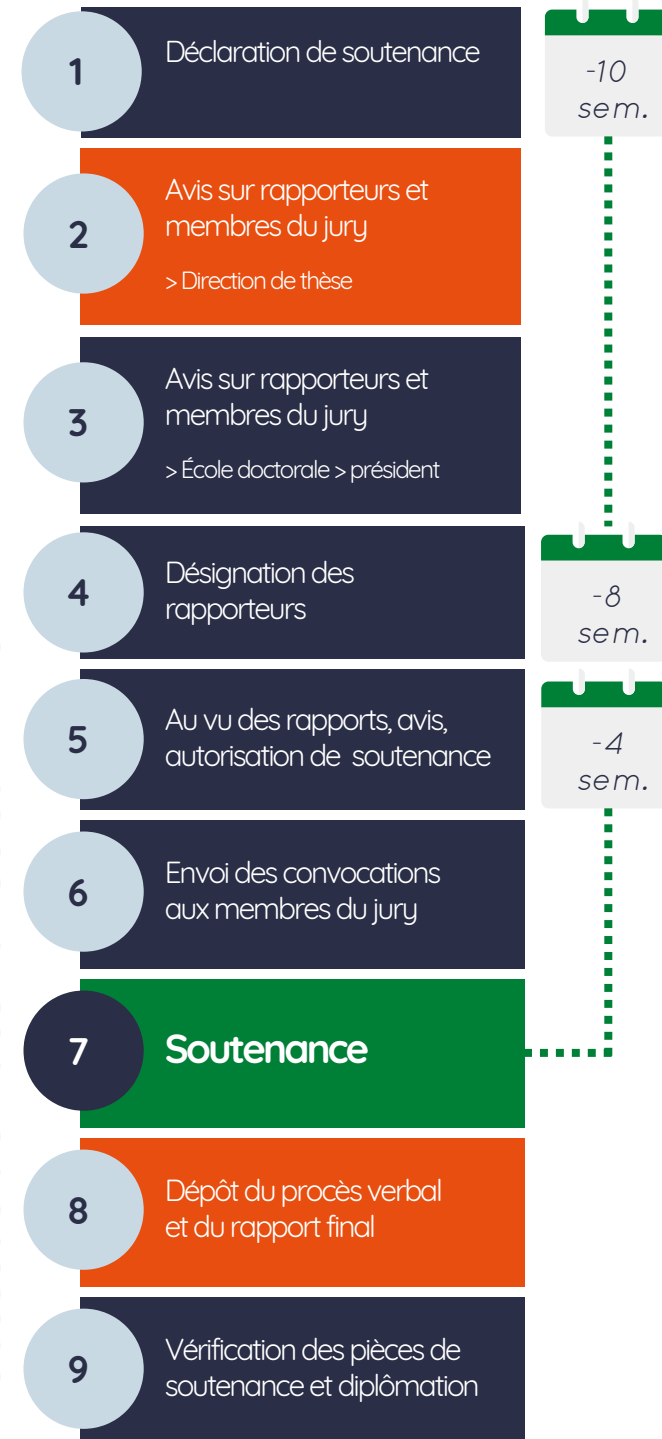 1
Déclaration de soutenance
-10
sem.
2
Avis sur rapporteurs et
membres du jury
> Direction de thèse
3
Avis sur rapporteurs et
membres du jury
> École doctorale > président
4
Désignation des
rapporteurs
-8
sem.
5
Au vu des rapports, avis,
autorisation de soutenance
-4
sem.
6
Envoi des convocations
aux membres du jury
7
Soutenance
8
Dépôt du procès verbal
et du rapport final
9
Vérification des pièces de
soutenance et diplômation